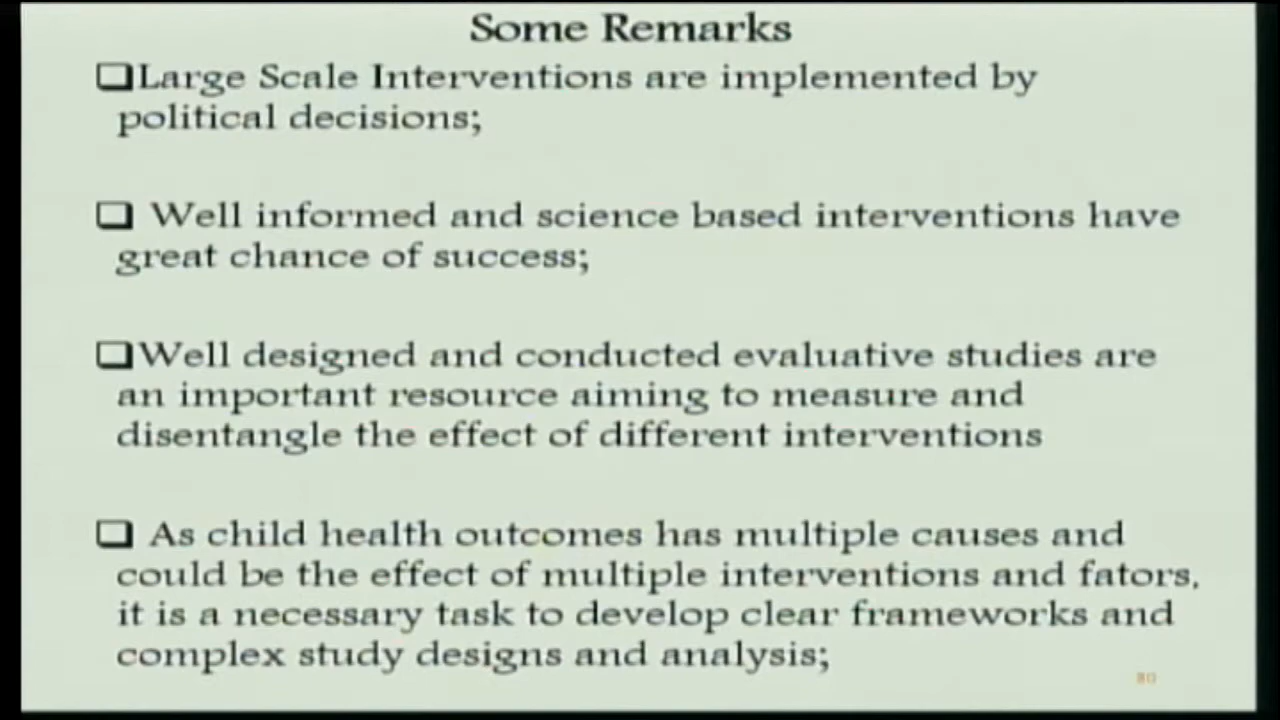 Some Remarks
❑Large Scale Interventions are implemented by
political decisions;
❑ Well informed and science based interventions have
great chance of success;
❑Well designed and conducted evaluative studies are
an important resource aiming to measure and
disentangle the effect of different interventions
❑ As child health outcomes has multiple causes and
could be the effect of multiple interventions and fators,
it is a necessary task to develop clear frameworks and
complex study designs and analysis;
80